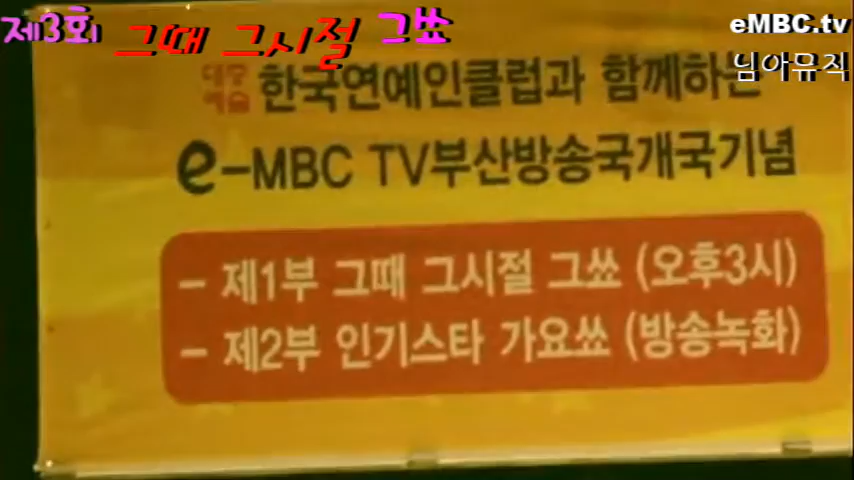 제3회 그때 그시절 그쑈
eMBC.tv
님아뮤직
대중예술 한국연예인클럽과 함께하는
e-MBC TV부산방송국개국기념
- 제1부 그때 그시절 그쑈 (오후3시)
- 제2부 인기스타 가요쑈 (방송녹화)